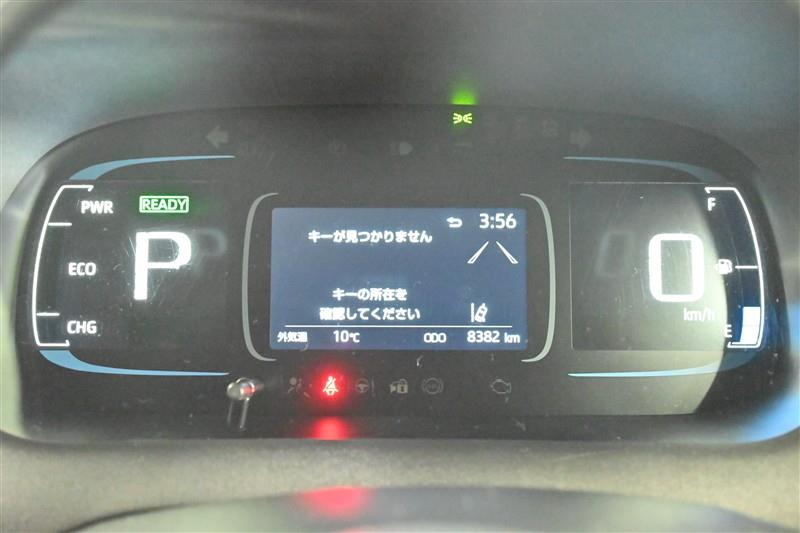 PWR
READY
ECO
CHG
P
3:56
キーが見つかりません
キーの所在を
確認してください
外気温 10℃ ODO 8382 km
0
km/h
F
E